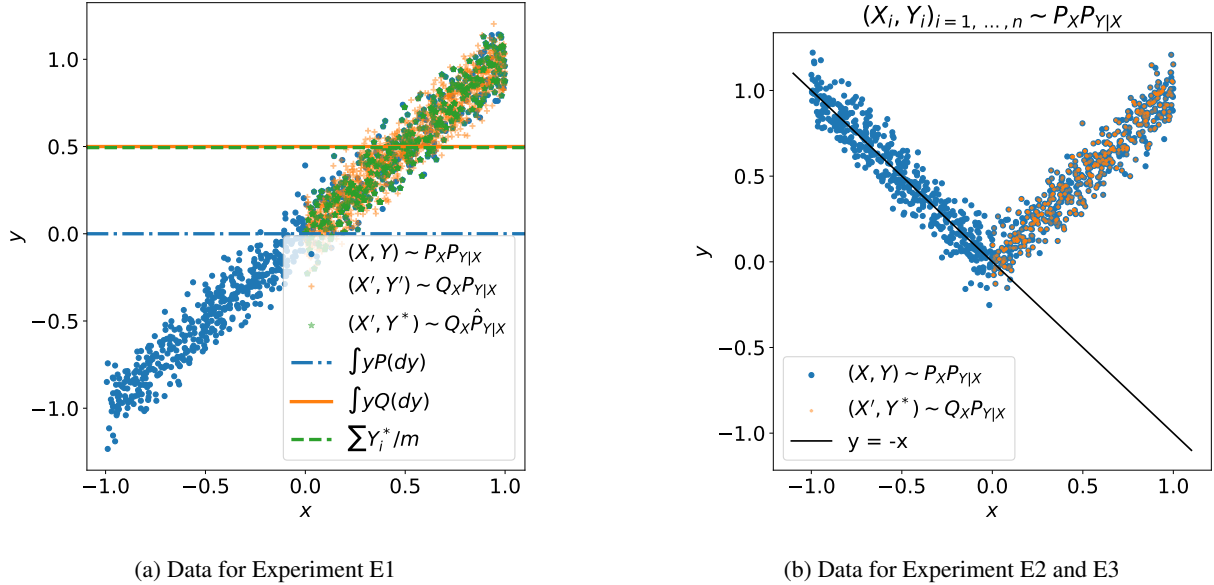 1.0
0.5
0.0
−0.5
−1.0
y
−1.0 −0.5 0.0 0.5 1.0
x
(X, Y) ∼ P_X P_{Y|X}
(X′, Y′) ∼ Q_X P_{Y|X}
(X′, Y*) ∼ Q_X P̂_{Y|X}
∫ yP(dy)
∫ yQ(dy)
∑ Y_i^*/m
(a) Data for Experiment E1
(X_i, Y_i)_{i=1, …, n} ∼ P_X P_{Y|X}
1.0
0.5
0.0
−0.5
−1.0
y
−1.0 −0.5 0.0 0.5 1.0
x
(X, Y) ∼ P_X P_{Y|X}
(X′, Y*) ∼ Q_X P_{Y|X}
y = -x
(b) Data for Experiment E2 and E3